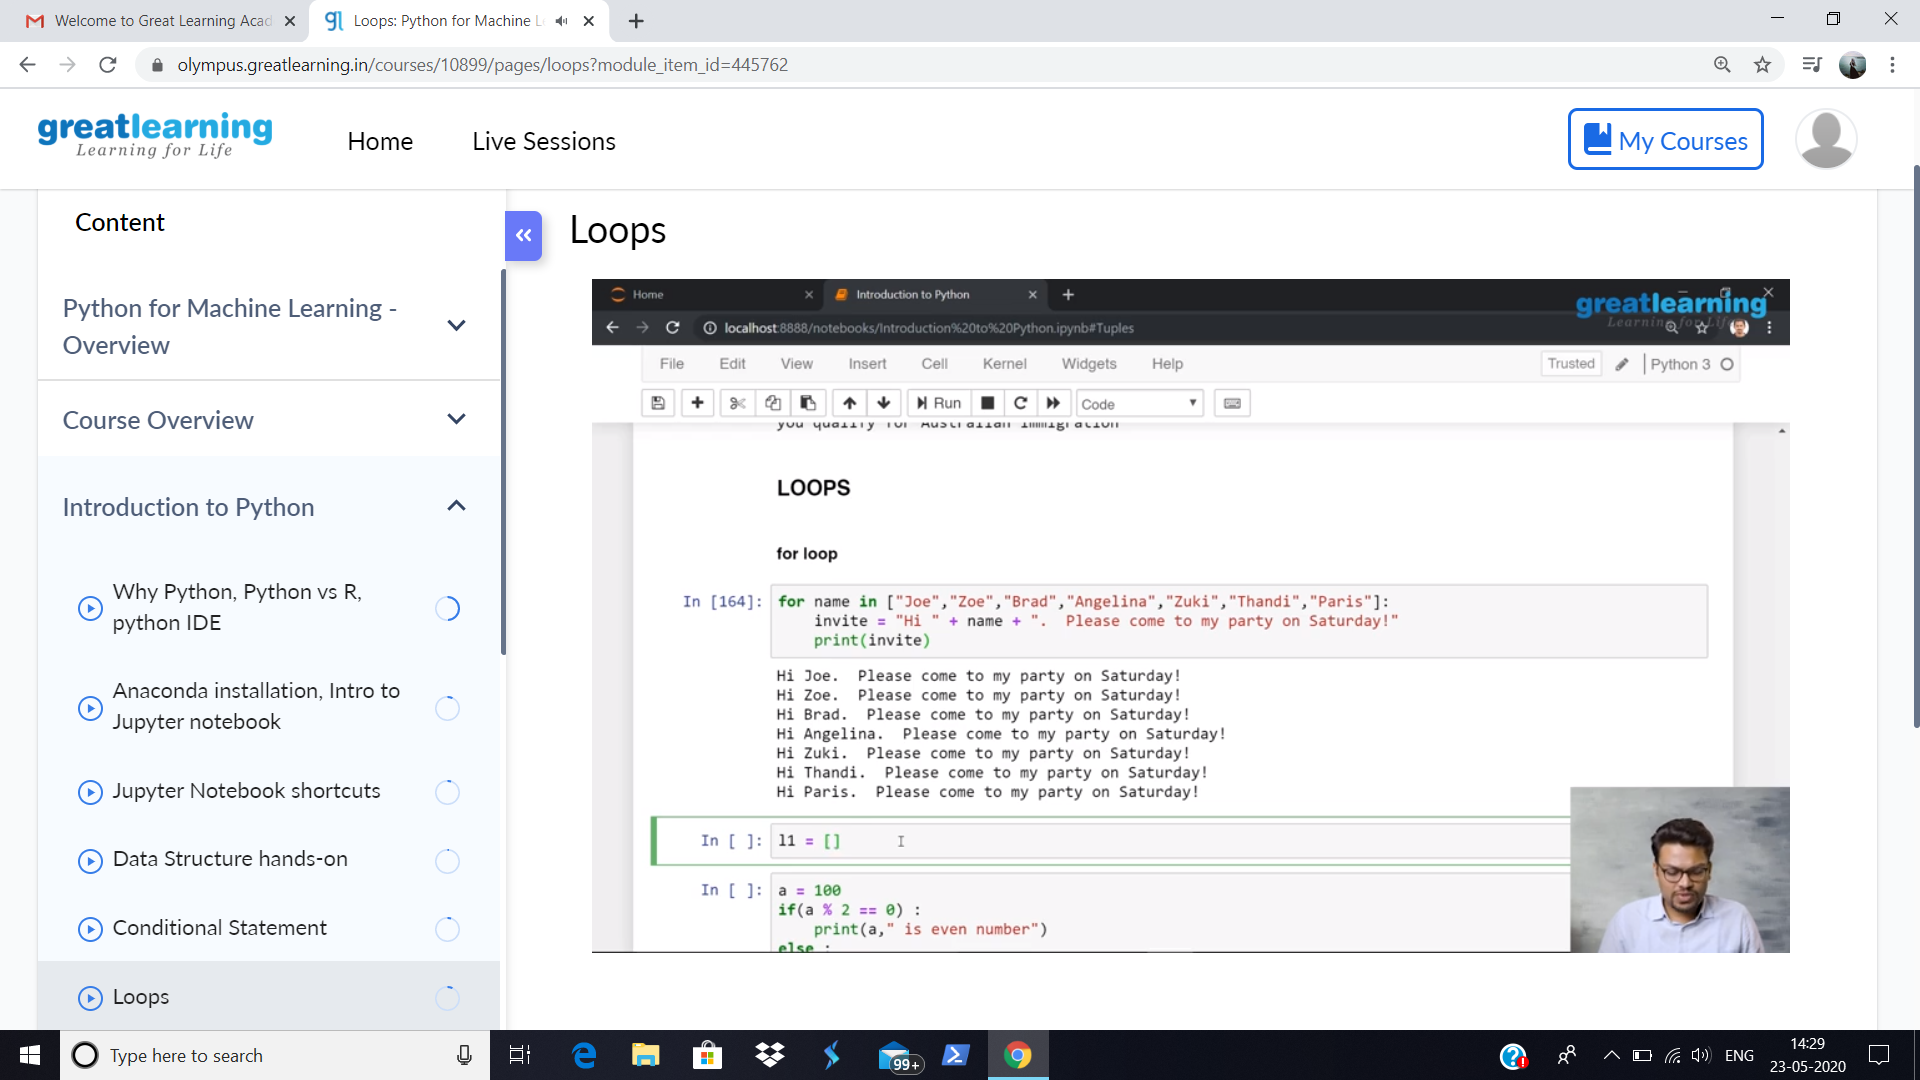 Welcome to Great Learning Acad
Loops: Python for Machine L
olympus.greatlearning.in/courses/10899/pages/loops?module_item_id=445762
greatlearning
Learning for Life
Home
Live Sessions
My Courses
Content
Python for Machine Learning -
Overview
Course Overview
Introduction to Python
Why Python, Python vs R,
python IDE
Anaconda installation, Intro to
Jupyter notebook
Jupyter Notebook shortcuts
Data Structure hands-on
Conditional Statement
Loops
Loops
Home
Introduction to Python
greatlearning
Learning for Life
localhost:8888/notebooks/Introduction%20to%20Python.ipynb#Tuples
File Edit View Insert Cell Kernel Widgets Help
Trusted
Python 3
Run
Code
you qualify for Australian immigration
LOOPS
for loop
In [164]: for name in ["Joe","Zoe","Brad","Angelina","Zuki","Thandi","Paris"]:
invite = "Hi " + name + ".  Please come to my party on Saturday!"
print(invite)
Hi Joe.  Please come to my party on Saturday!
Hi Zoe.  Please come to my party on Saturday!
Hi Brad.  Please come to my party on Saturday!
Hi Angelina.  Please come to my party on Saturday!
Hi Zuki.  Please come to my party on Saturday!
Hi Thandi.  Please come to my party on Saturday!
Hi Paris.  Please come to my party on Saturday!
In [ ]: l1 = []
In [ ]: a = 100
if(a % 2 == 0) :
print(a," is even number")
else :
Type here to search
99+
ENG
14:29
23-05-2020